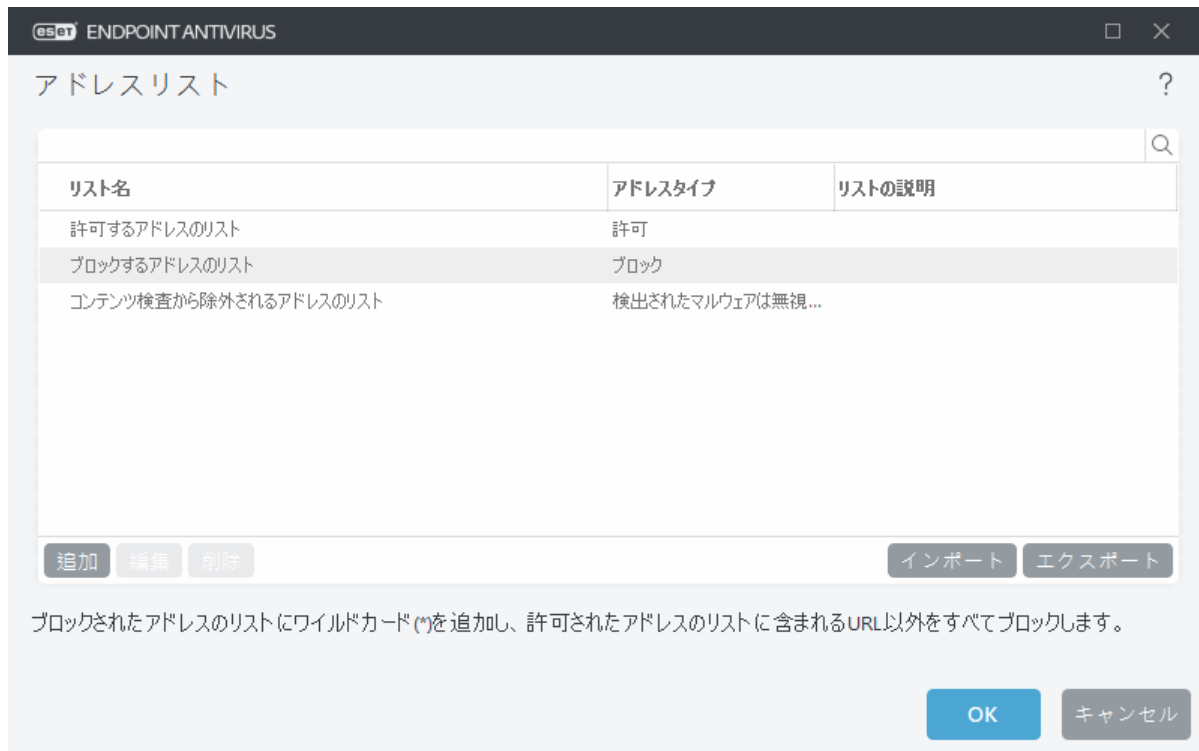 eset ENDPOINT ANTIVIRUS
アドレスリスト
?
リスト名 アドレスタイプ リストの説明
許可するアドレスのリスト 許可
ブロックするアドレスのリスト ブロック
コンテンツ検査から除外されるアドレスのリスト 検出されたマルウェアは無視...
追加 編集 削除 インポート エクスポート
ブロックされたアドレスのリストにワイルドカード(*)を追加し、許可されたアドレスのリストに含まれるURL以外をすべてブロックします。
OK キャンセル